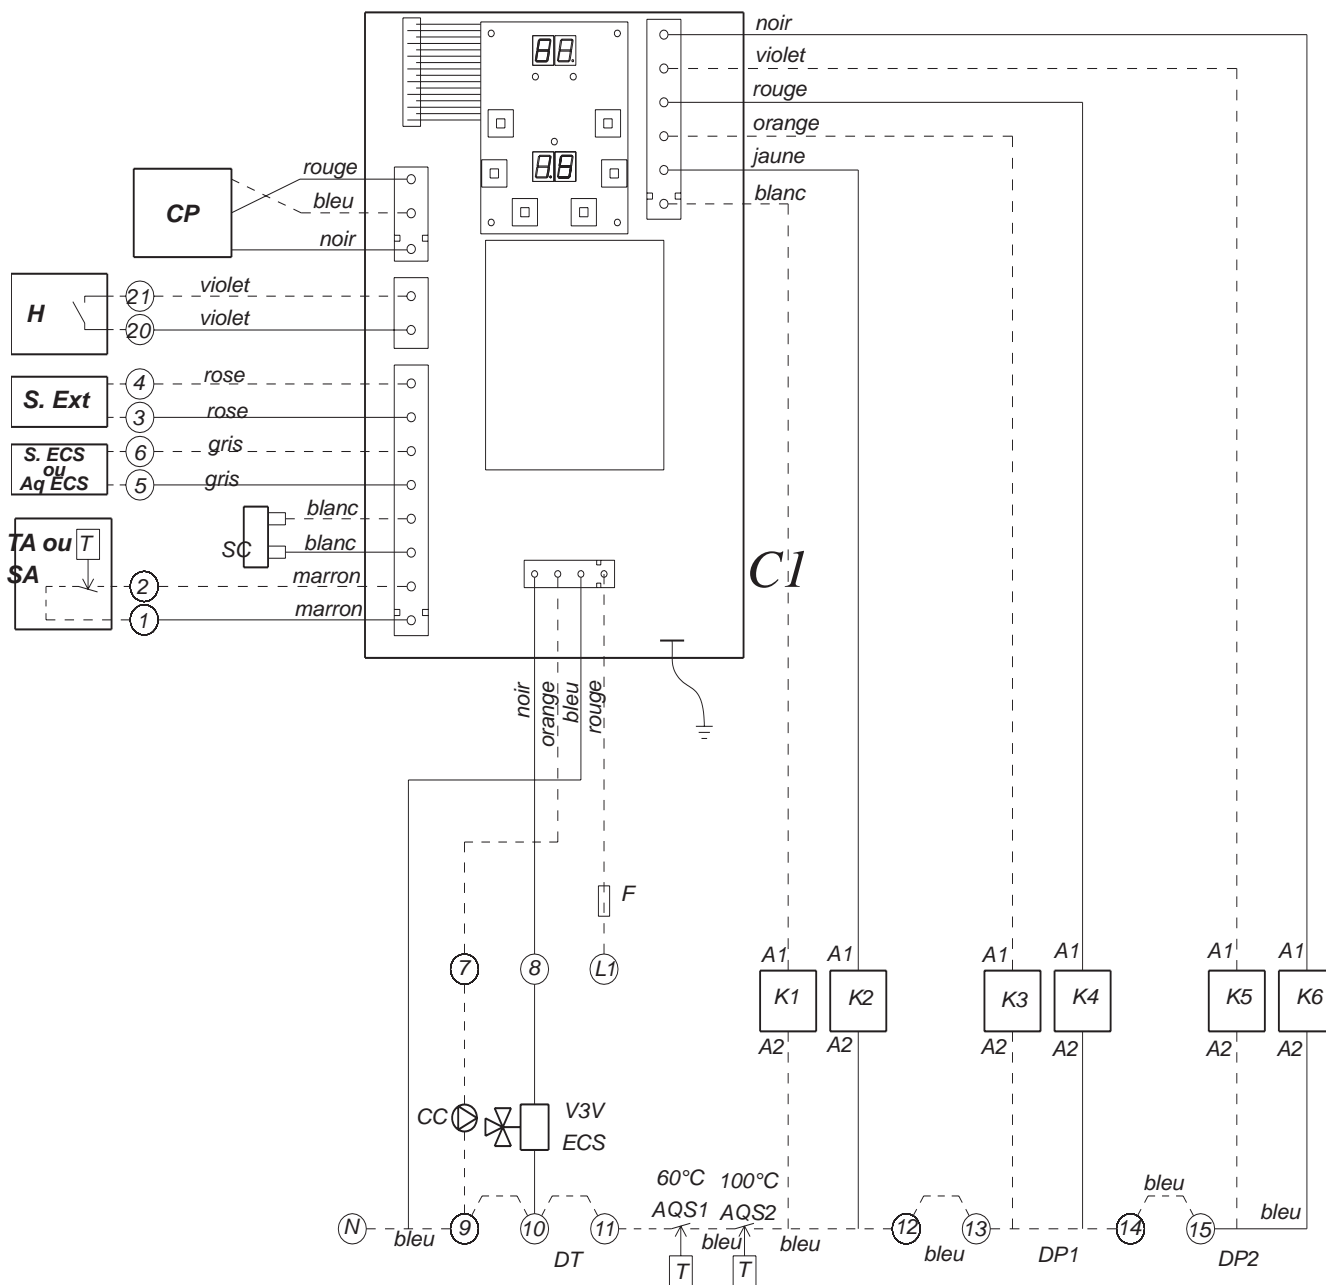 noir
violet
rouge
orange
jaune
blanc
rouge
bleu
noir
CP
violet
violet
21
20
H
rose
rose
4
3
S. Ext
gris
gris
6
5
S. ECS
ou
Aq ECS
blanc
blanc
SC
TA ou T
SA
marron
marron
2
1
C1
noir
orange
bleu
rouge
F
7
8
L1
A1
A1
A1
A1
A1
A1
K1
K2
K3
K4
K5
K6
A2
A2
A2
A2
A2
A2
CC
V3V
ECS
60°C
100°C
AQS1
AQS2
bleu
bleu
N
bleu
9
10
11
bleu
bleu
12
13
14
15
bleu
DT
T
T
DP1
DP2